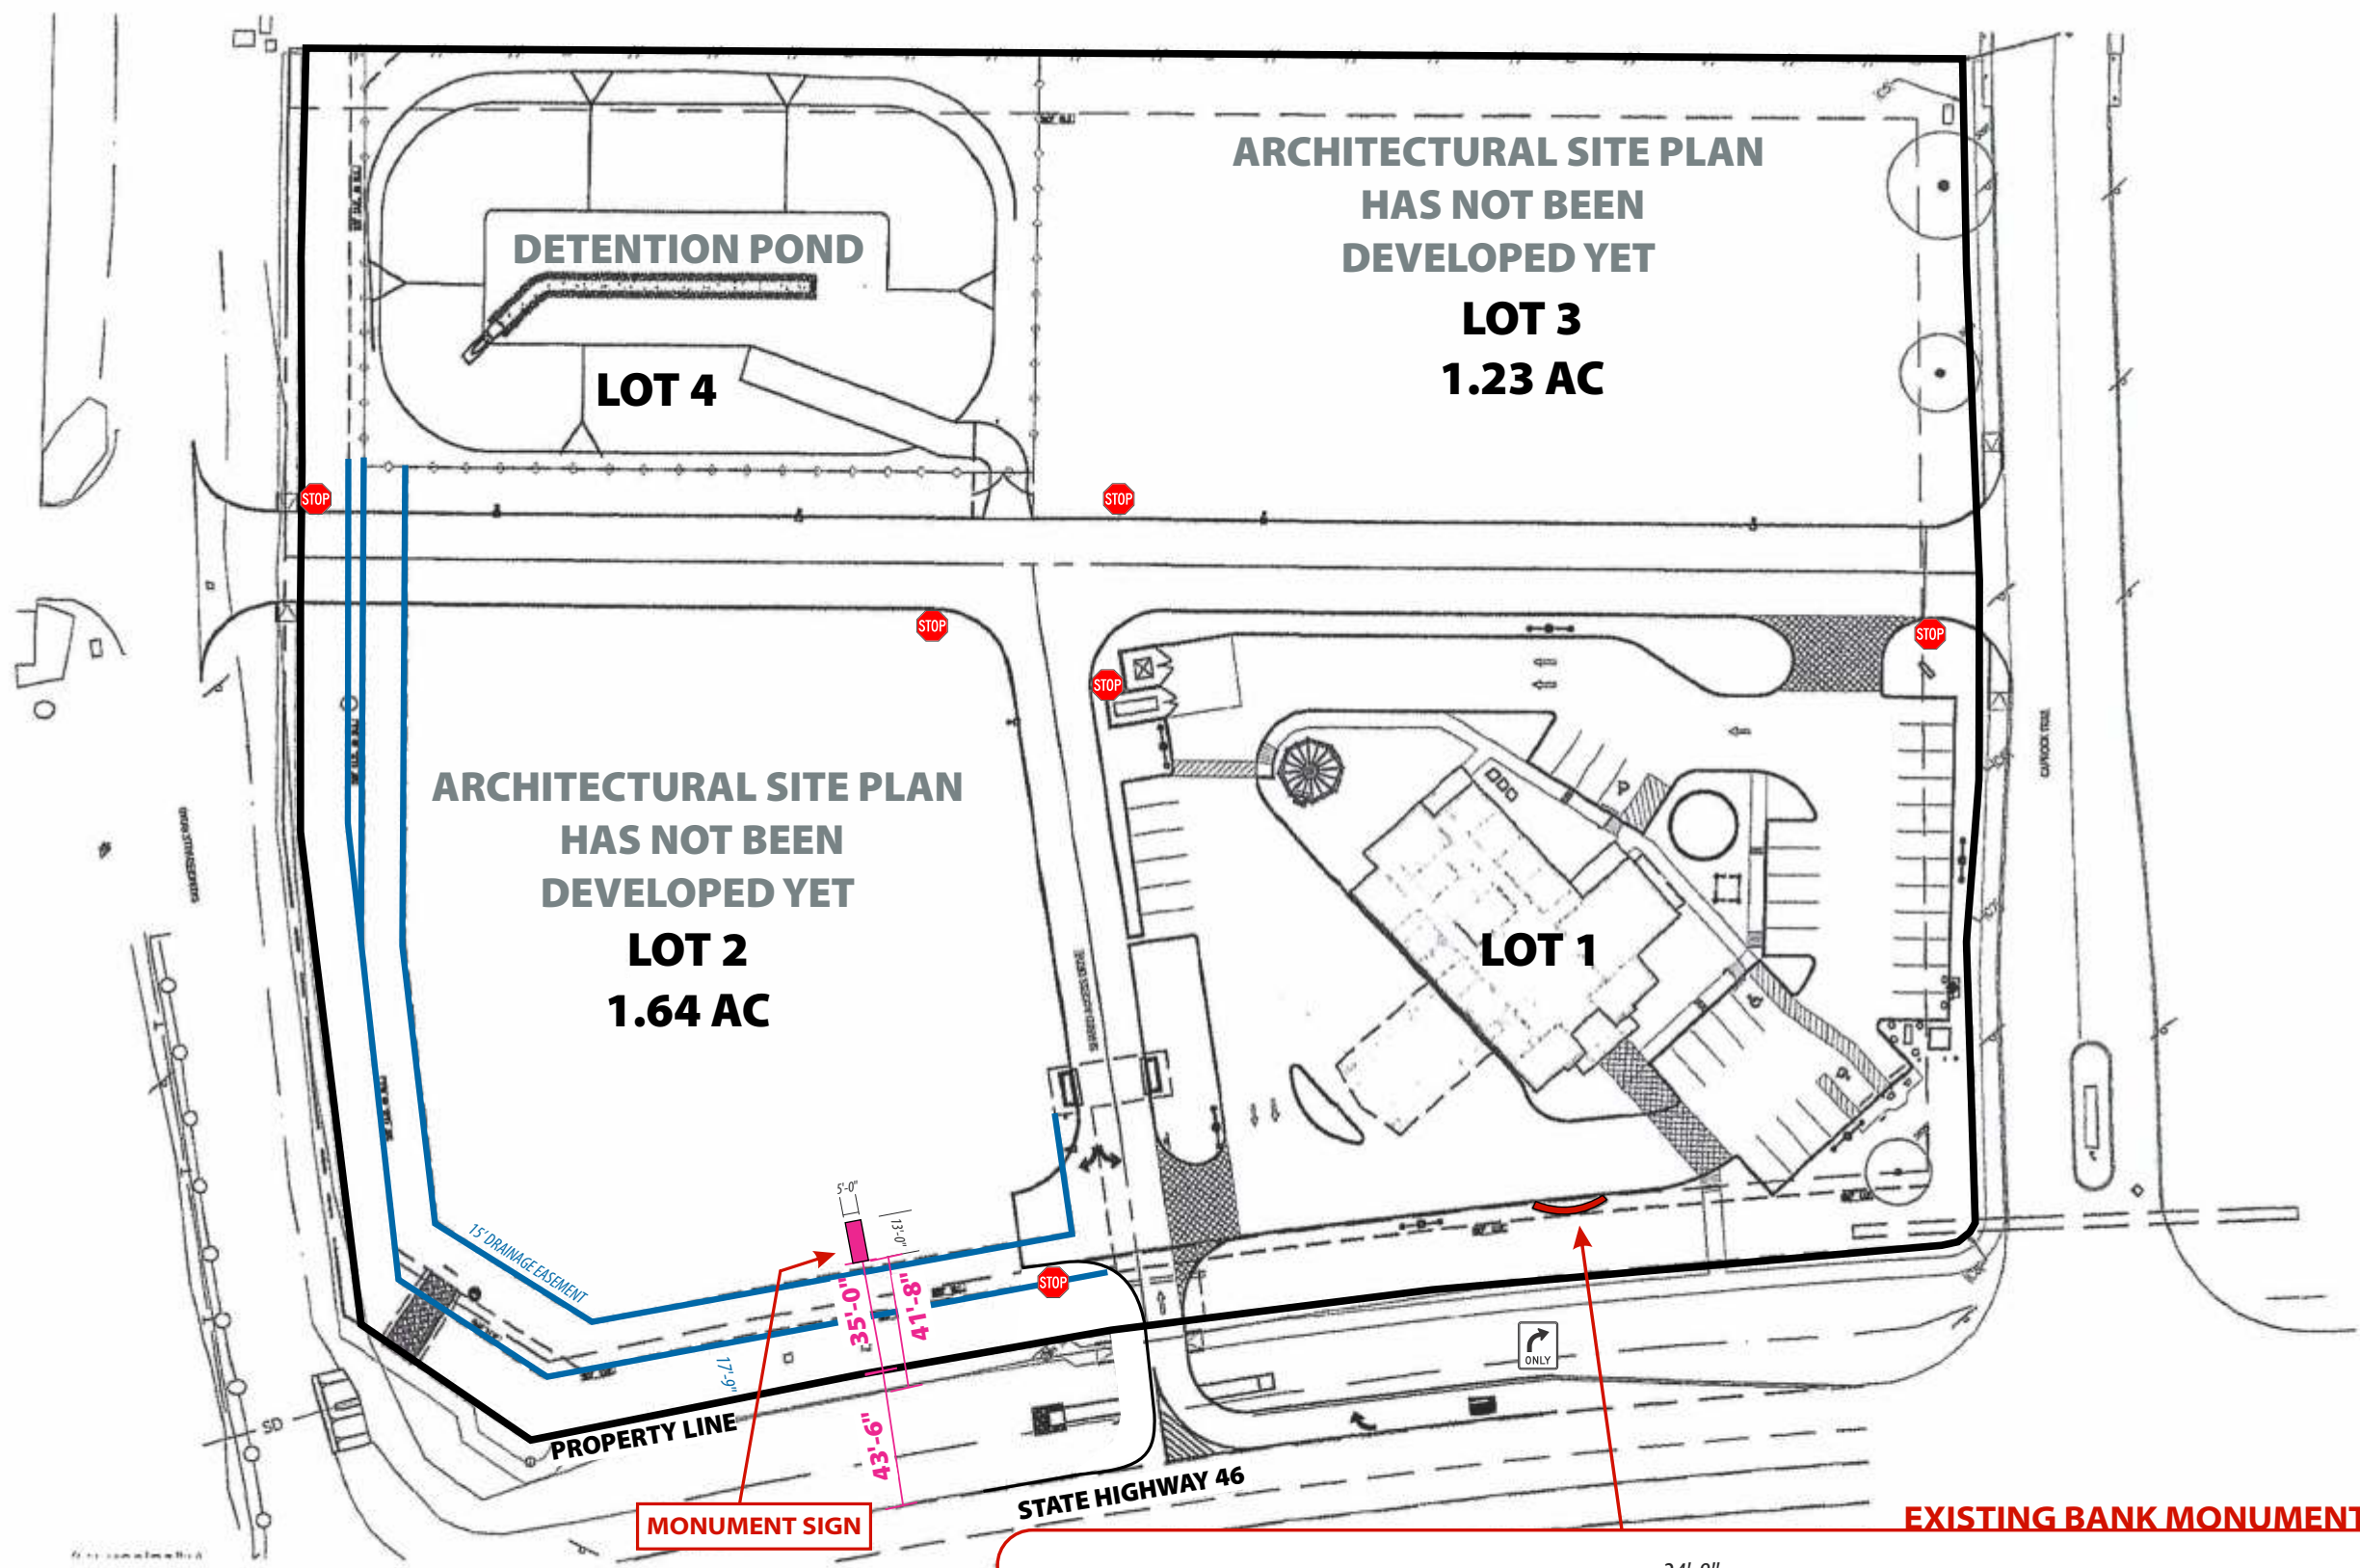 ARCHITECTURAL SITE PLAN
HAS NOT BEEN
DEVELOPED YET
LOT 3
1.23 AC
DETENTION POND
LOT 4
STOP
STOP
STOP
STOP
STOP
ARCHITECTURAL SITE PLAN
HAS NOT BEEN
DEVELOPED YET
LOT 2
1.64 AC
LOT 1
5'-0"
13'-0"
15' DRAINAGE EASEMENT
35'-0"
41'-8"
STOP
17'-9"
ONLY
PROPERTY LINE
43'-6"
SD
STATE HIGHWAY 46
MONUMENT SIGN
EXISTING BANK MONUMENT
24'-0"